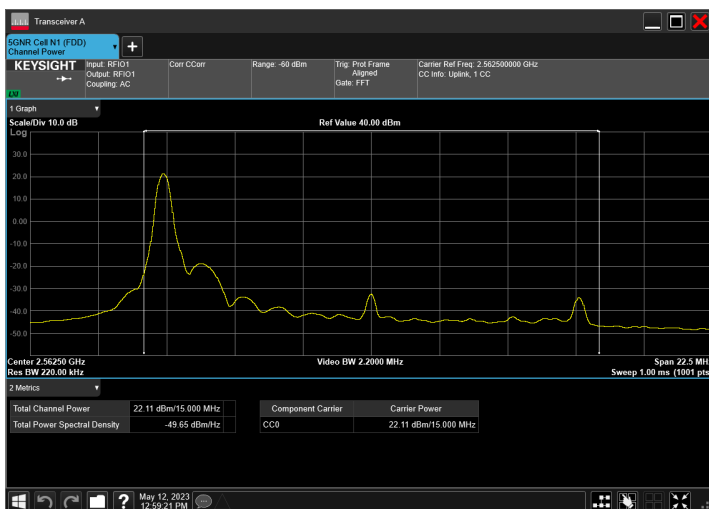 Transceiver A
5GNR Cell N1 (FDD)
Channel Power
+
KEYSIGHT
LXI
Input: RFIO1
Output: RFIO1
Coupling: AC
Corr CCorr
Range: -60 dBm
Trig: Prot Frame
Aligned
Gate: FFT
Carrier Ref Freq: 2.562500000 GHz
CC Info: Uplink, 1 CC
1 Graph
Scale/Div 10.0 dB
Ref Value 40.00 dBm
Log
30.0
20.0
10.0
0.00
-10.0
-20.0
-30.0
-40.0
-50.0
Center 2.56250 GHz
Video BW 2.2000 MHz
Span 22.5 MHz
Res BW 220.00 kHz
Sweep 1.00 ms (1001 pts
2 Metrics
Total Channel Power 22.11 dBm/15.000 MHz
Total Power Spectral Density -49.65 dBm/Hz
Component Carrier Carrier Power
CC0 22.11 dBm/15.000 MHz
?
May 12, 2023
12:59:21 PM